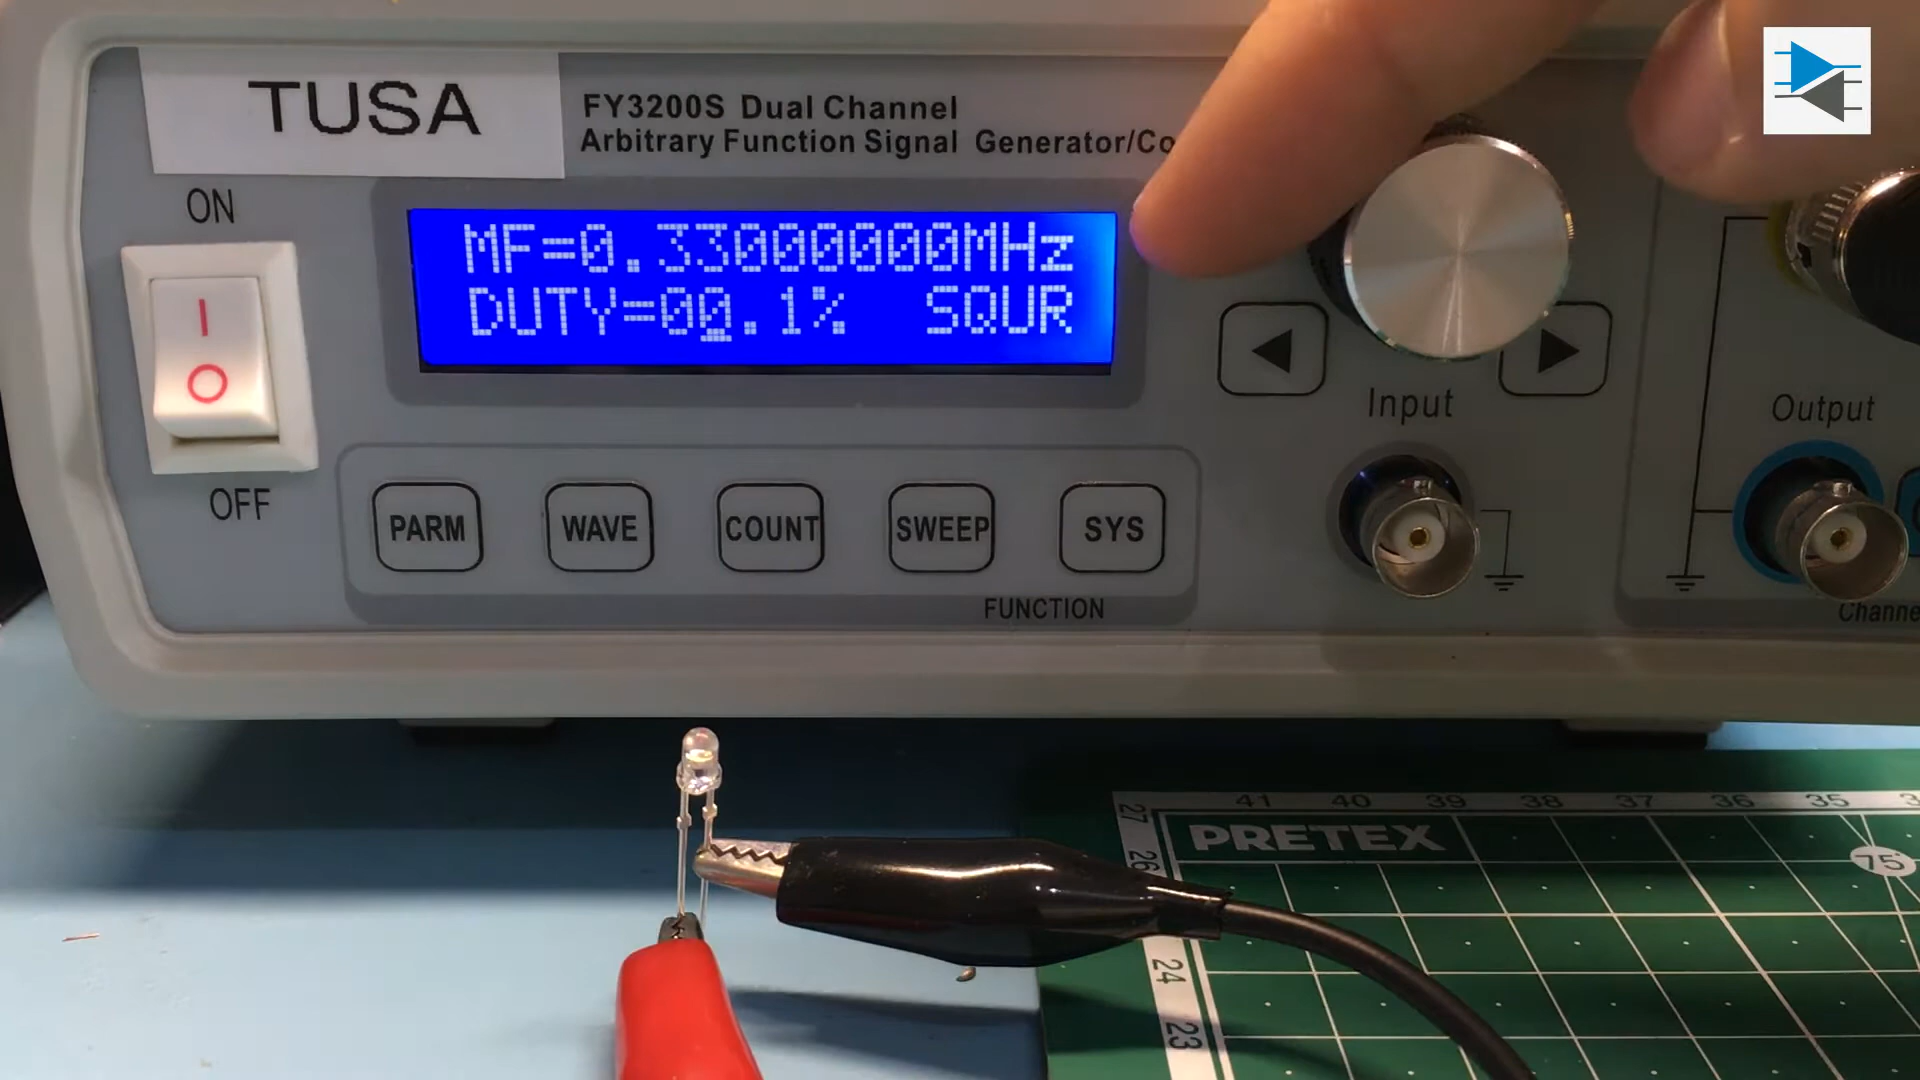 TUSA
FY3200S Dual Channel
Arbitrary Function Signal Generator/Co
ON
MF=0.33000000MHz
DUTY=00.1% SQUR
Input
Output
OFF
PARM
WAVE
COUNT
SWEEP
SYS
FUNCTION
Channe
41 40 39 38 37 36 35
27
PRETEX
26
75
24
23